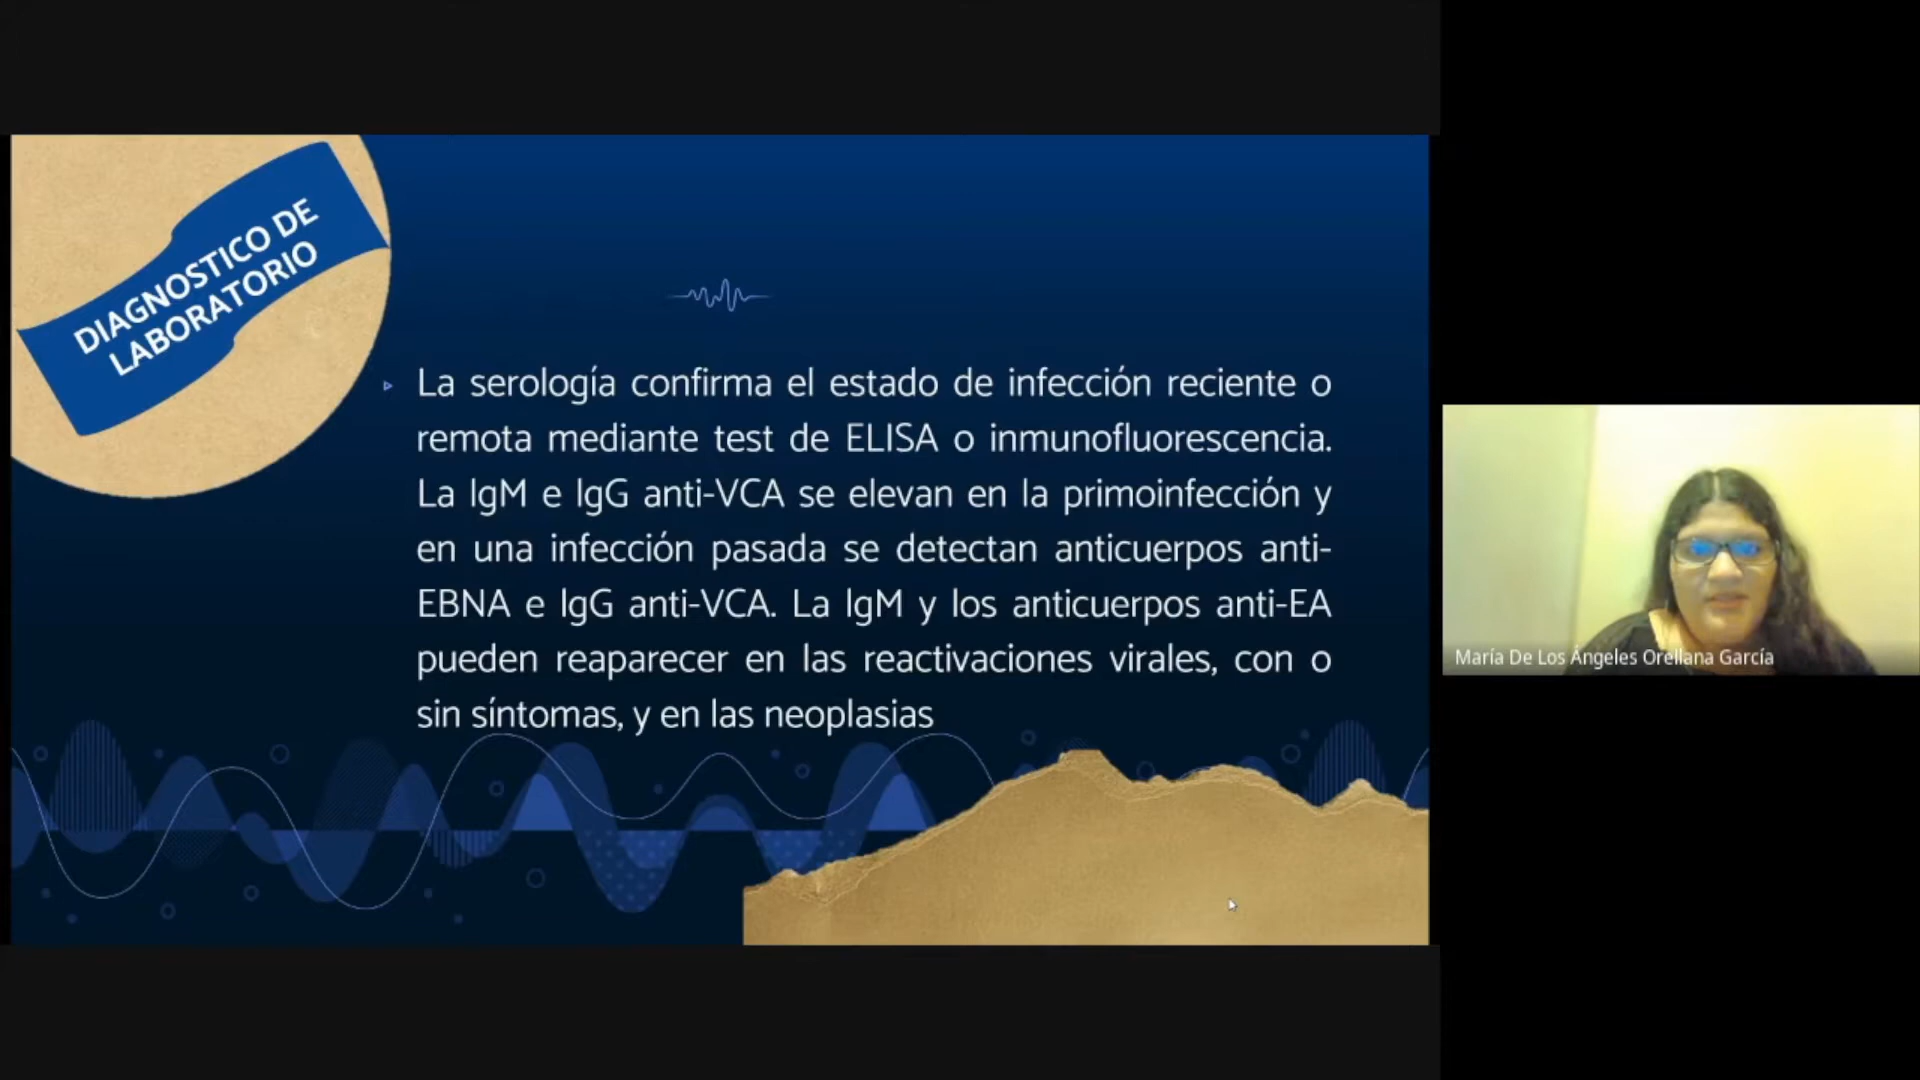 DIAGNOSTICO DE
LABORATORIO
La serología confirma el estado de infección reciente o
remota mediante test de ELISA o inmunofluorescencia.
La IgM e IgG anti-VCA se elevan en la primoinfección y
en una infección pasada se detectan anticuerpos anti-
EBNA e IgG anti-VCA. La IgM y los anticuerpos anti-EA
pueden reaparecer en las reactivaciones virales, con o
sin síntomas, y en las neoplasias
María De Los Ángeles Orellana García